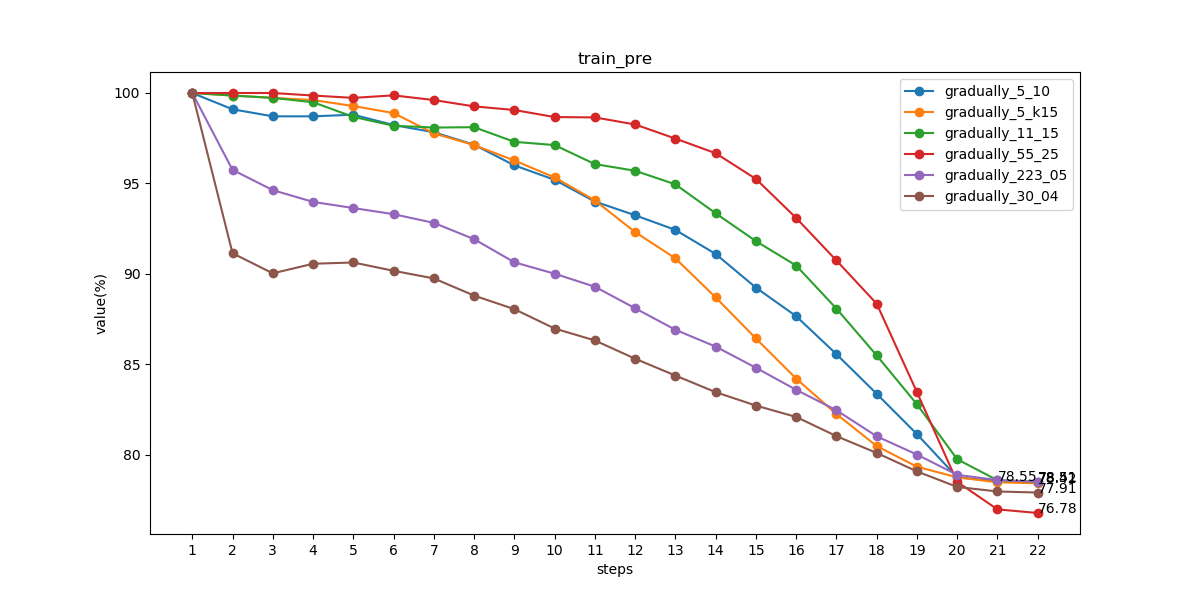 train_pre
value(%)
100
95
90
85
80
gradually_5_10
gradually_5_k15
gradually_11_15
gradually_55_25
gradually_223_05
gradually_30_04
78.55
77.91
76.78
1 2 3 4 5 6 7 8 9 10 11 12 13 14 15 16 17 18 19 20 21 22
steps